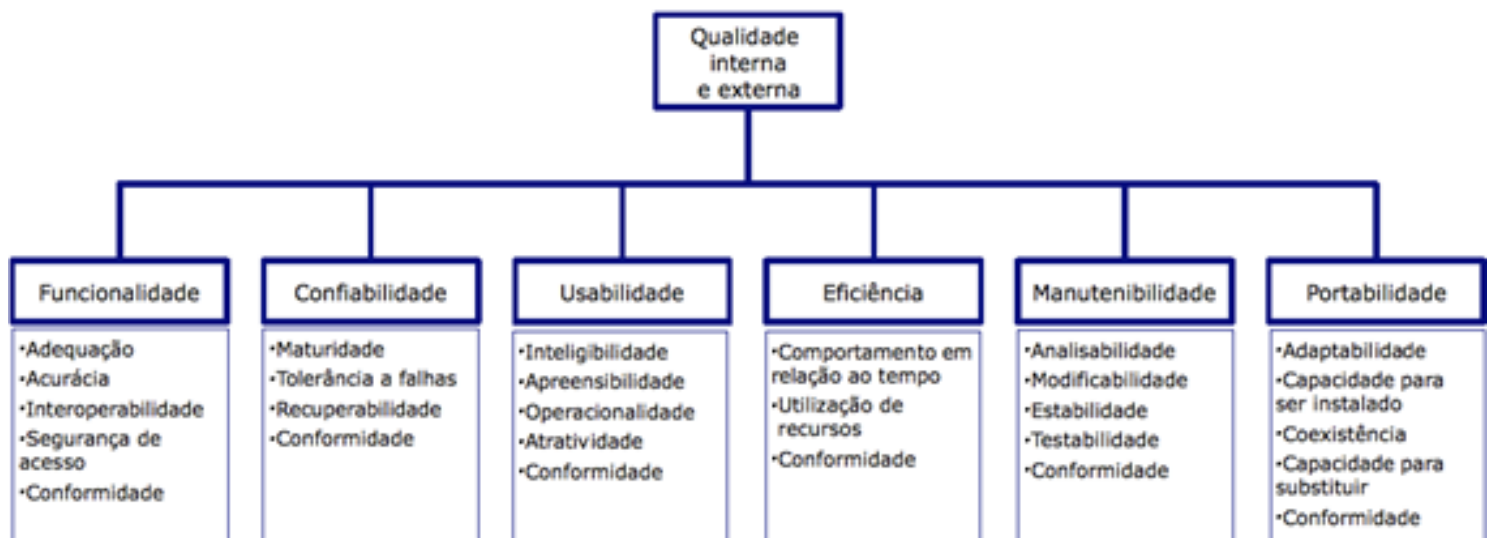 Qualidade
interna
e externa
Funcionalidade
•Adequação
•Acurácia
•Interoperabilidade
•Segurança de
acesso
•Conformidade
Confiabilidade
•Maturidade
•Tolerância a falhas
•Recuperabilidade
•Conformidade
Usabilidade
•Inteligibilidade
•Apreensibilidade
•Operacionalidade
•Atratividade
•Conformidade
Eficiência
•Comportamento em
relação ao tempo
•Utilização de
recursos
•Conformidade
Manutenibilidade
•Analisabilidade
•Modificabilidade
•Estabilidade
•Testabilidade
•Conformidade
Portabilidade
•Adaptabilidade
•Capacidade para
ser instalado
•Coexistência
•Capacidade para
substituir
•Conformidade